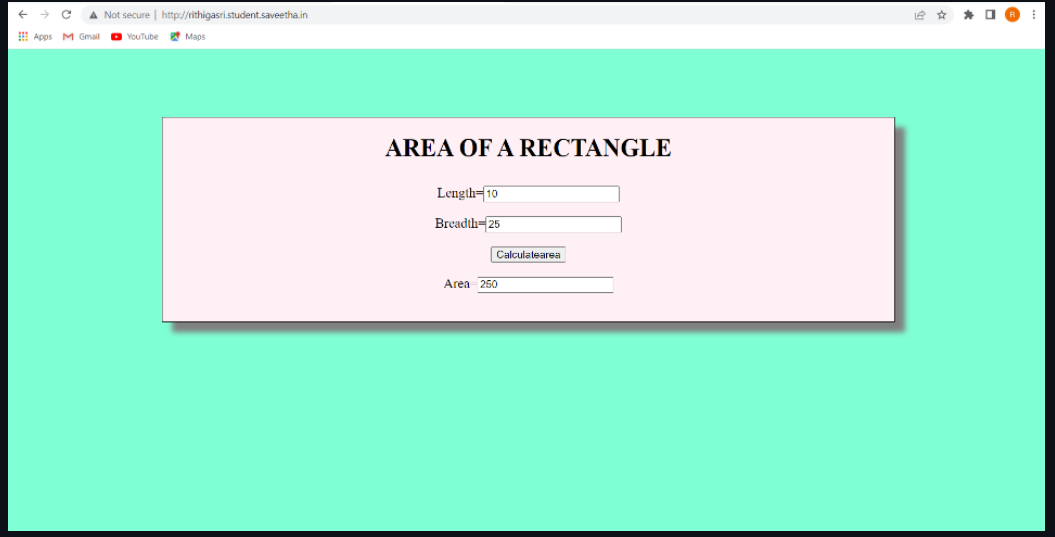 Not secure | http://rithigasri.student.saveetha.in
R
Apps Gmail YouTube Maps
AREA OF A RECTANGLE
Length=10
Breadth=25
Calculatearea
Area=250